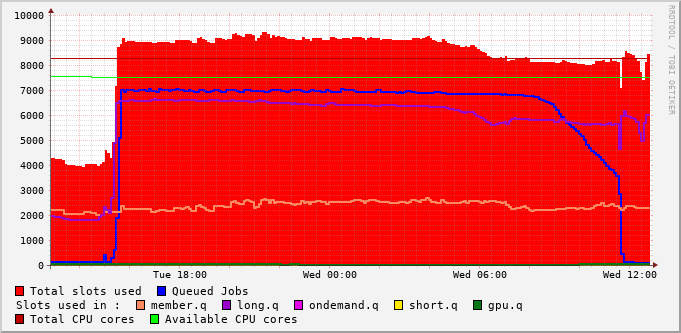 10000
9000
8000
7000
6000
5000
4000
3000
2000
1000
0
Tue 18:00 Wed 00:00 Wed 06:00 Wed 12:00
RRDTOOL / TOBI OETIKER
Total slots used Queued Jobs
Slots used in : member.q long.q ondemand.q short.q gpu.q
Total CPU cores Available CPU cores